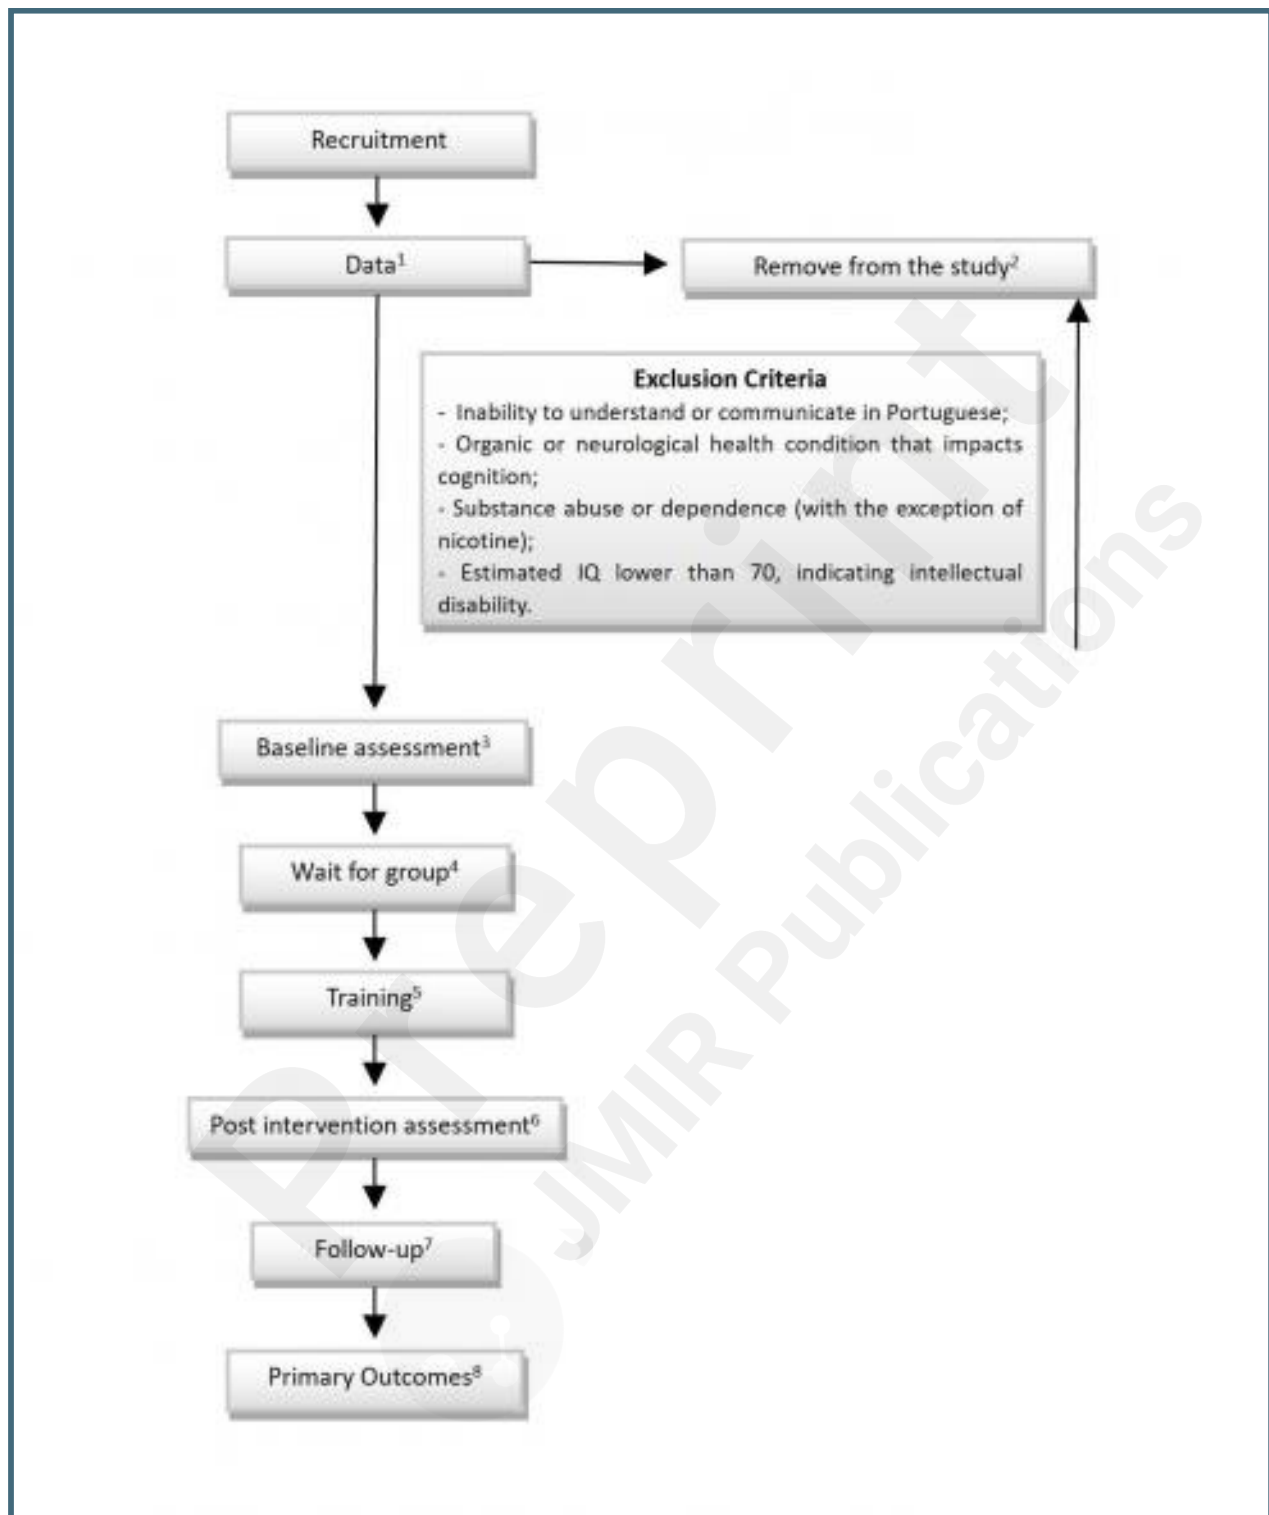 Recruitment
Data¹
Remove from the study²
Exclusion Criteria
- Inability to understand or communicate in Portuguese;
- Organic or neurological health condition that impacts
cognition;
- Substance abuse or dependence (with the exception of
nicotine);
- Estimated IQ lower than 70, indicating intellectual
disability.
Baseline assessment³
Wait for group⁴
Training⁵
Post intervention assessment⁶
Follow-up⁷
Primary Outcomes⁸
Preprint
JMIR Publications